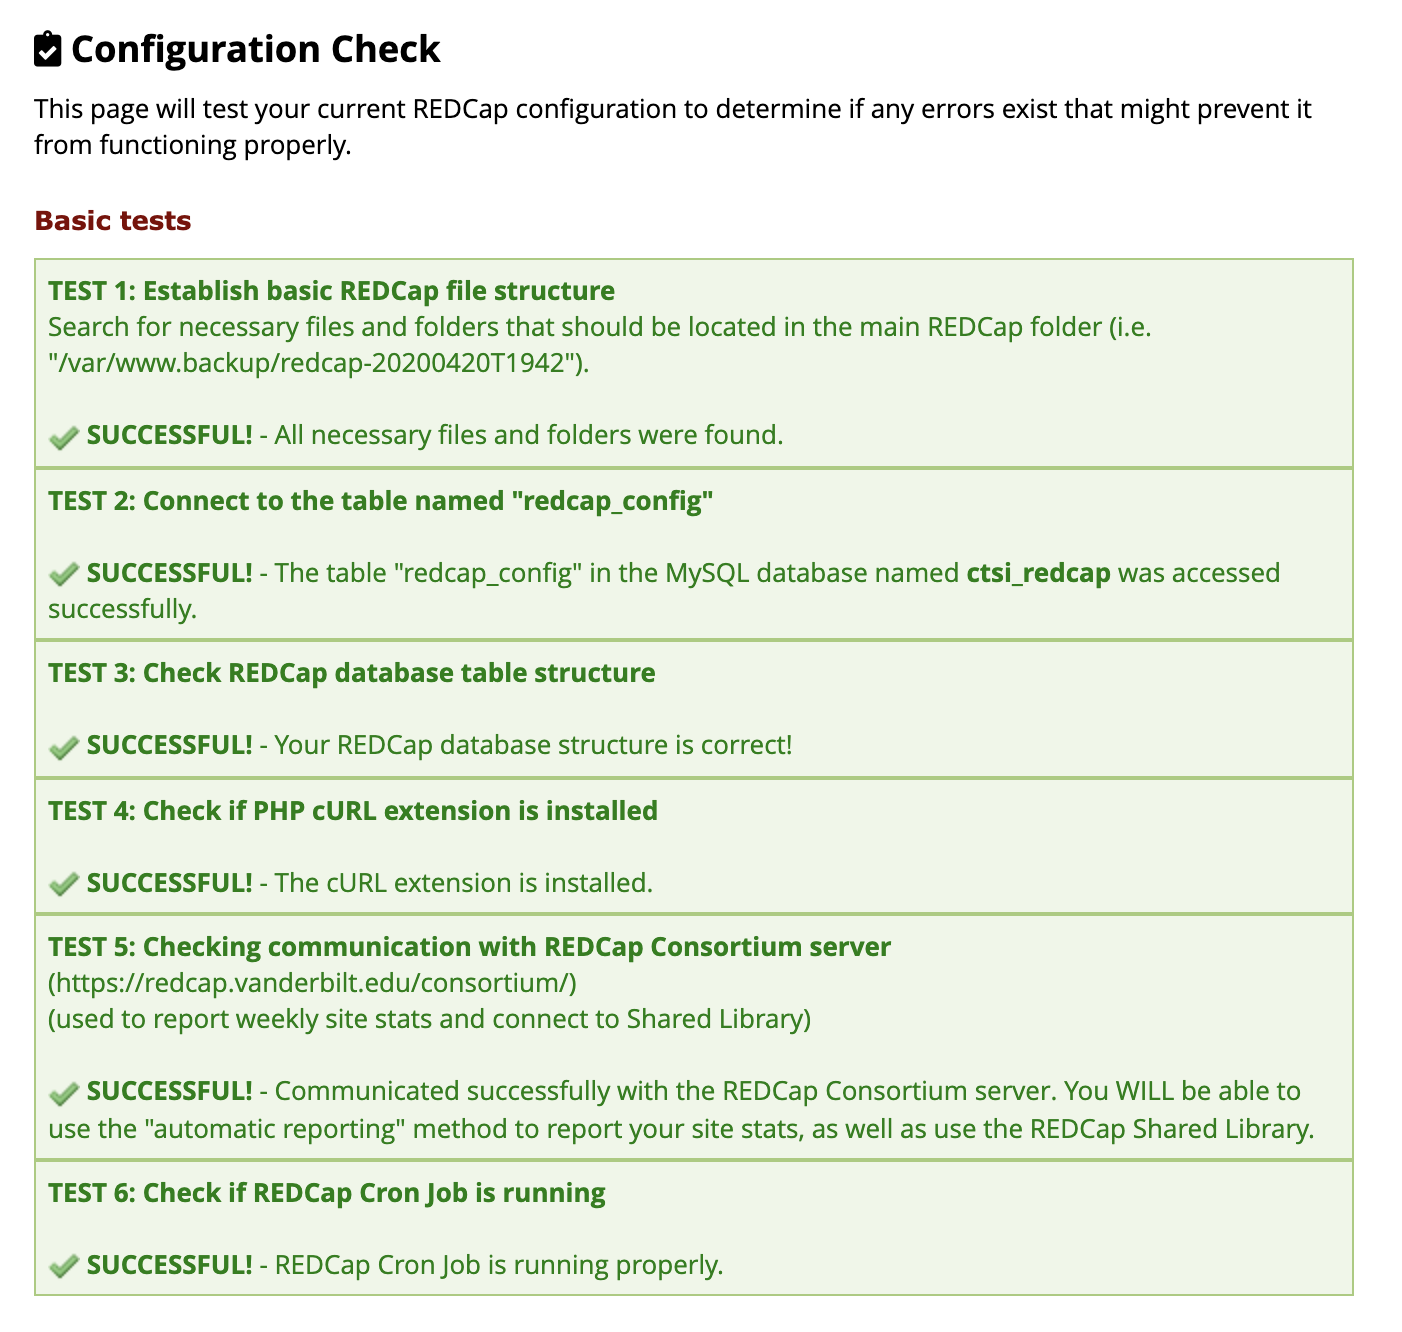 Configuration Check
This page will test your current REDCap configuration to determine if any errors exist that might prevent it
from functioning properly.
Basic tests
TEST 1: Establish basic REDCap file structure
Search for necessary files and folders that should be located in the main REDCap folder (i.e.
"/var/www.backup/redcap-20200420T1942").
SUCCESSFUL! - All necessary files and folders were found.
TEST 2: Connect to the table named "redcap_config"
SUCCESSFUL! - The table "redcap_config" in the MySQL database named ctsi_redcap was accessed
successfully.
TEST 3: Check REDCap database table structure
SUCCESSFUL! - Your REDCap database structure is correct!
TEST 4: Check if PHP cURL extension is installed
SUCCESSFUL! - The cURL extension is installed.
TEST 5: Checking communication with REDCap Consortium server
(https://redcap.vanderbilt.edu/consortium/)
(used to report weekly site stats and connect to Shared Library)
SUCCESSFUL! - Communicated successfully with the REDCap Consortium server. You WILL be able to
use the "automatic reporting" method to report your site stats, as well as use the REDCap Shared Library.
TEST 6: Check if REDCap Cron Job is running
SUCCESSFUL! - REDCap Cron Job is running properly.